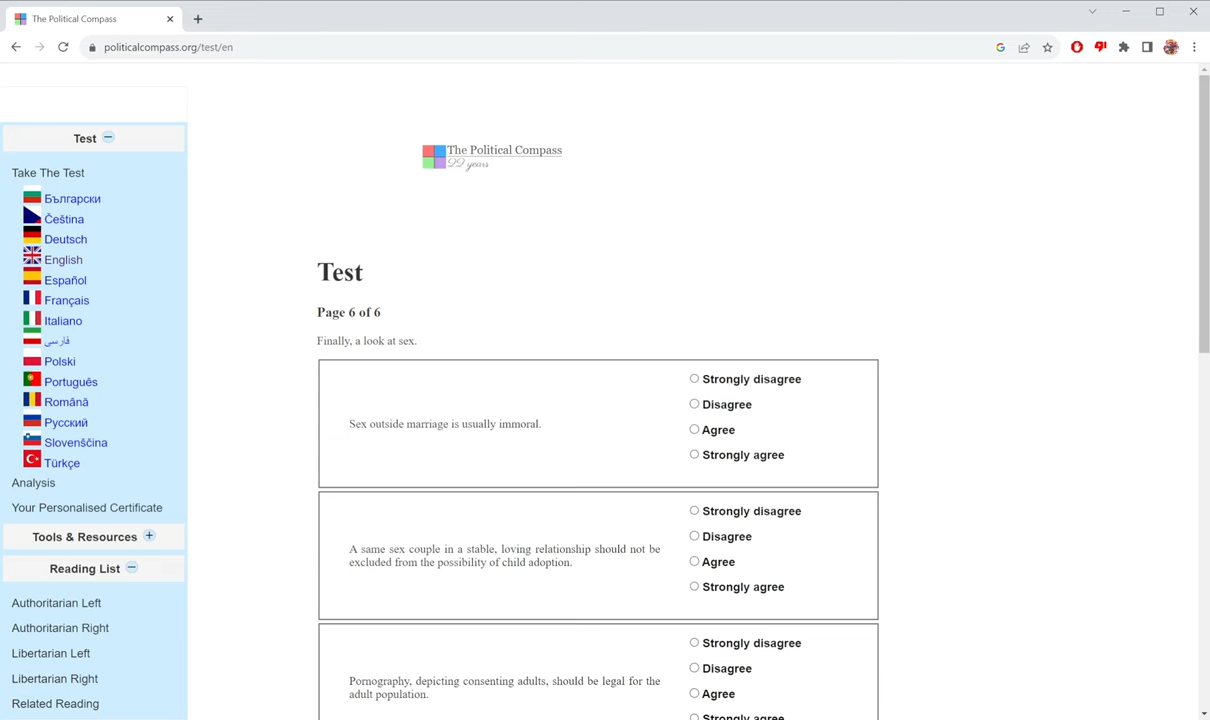 The Political Compass
politicalcompass.org/test/en
The Political Compass
22 years
Test
Take The Test
Български
Čeština
Deutsch
English
Español
Français
Italiano
فارسی
Polski
Português
Română
Русский
Slovenščina
Türkçe
Analysis
Your Personalised Certificate
Tools & Resources
Reading List
Authoritarian Left
Authoritarian Right
Libertarian Left
Libertarian Right
Related Reading
Test
Page 6 of 6
Finally, a look at sex.
Sex outside marriage is usually immoral.
Strongly disagree
Disagree
Agree
Strongly agree
A same sex couple in a stable, loving relationship should not be
excluded from the possibility of child adoption.
Strongly disagree
Disagree
Agree
Strongly agree
Pornography, depicting consenting adults, should be legal for the
adult population.
Strongly disagree
Disagree
Agree
Strongly agree